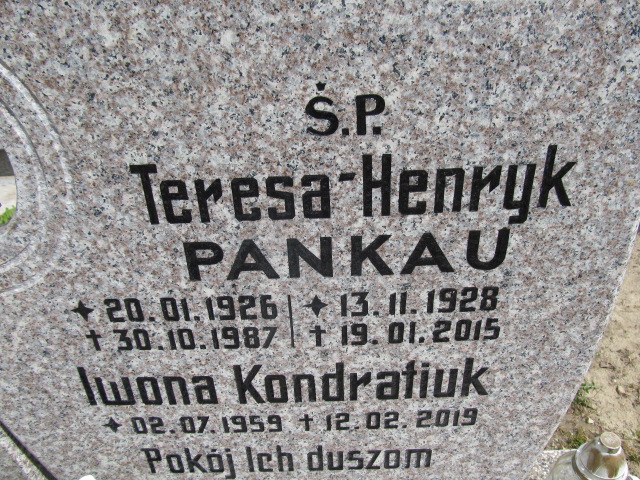 Ś.P.
Teresa-Henryk
PANKAU
✦ 20.01.1926 | ✦ 13.11.1928
✝ 30.10.1987 | ✝ 19.01.2015
Iwona Kondratiuk
✦ 02.07.1959 ✝ 12.02.2019
Pokój Ich duszom